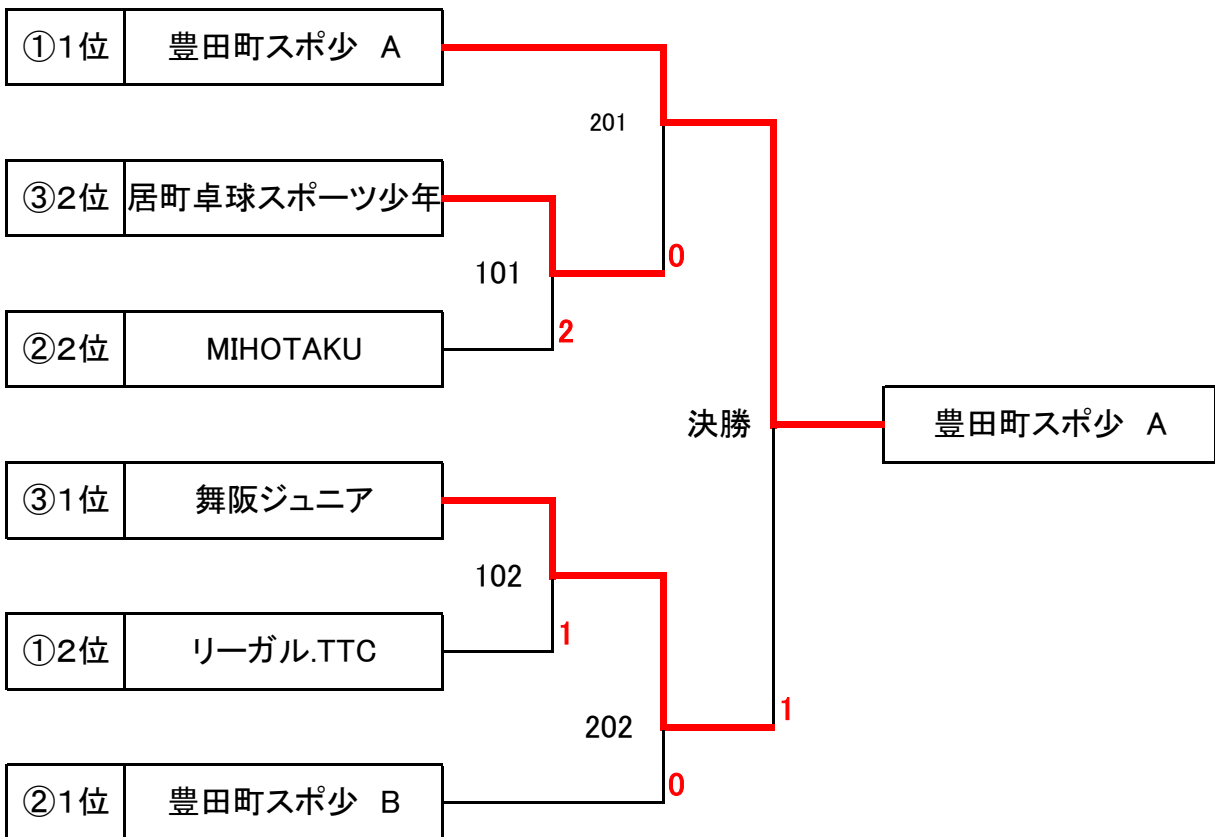 ①1位 豊田町スポ少 A
201
③2位 居町卓球スポーツ少年
0
101
2
②2位 MIHOTAKU
決勝 豊田町スポ少 A
③1位 舞阪ジュニア
102
1
①2位 リーガル.TTC
1
202
0
②1位 豊田町スポ少 B